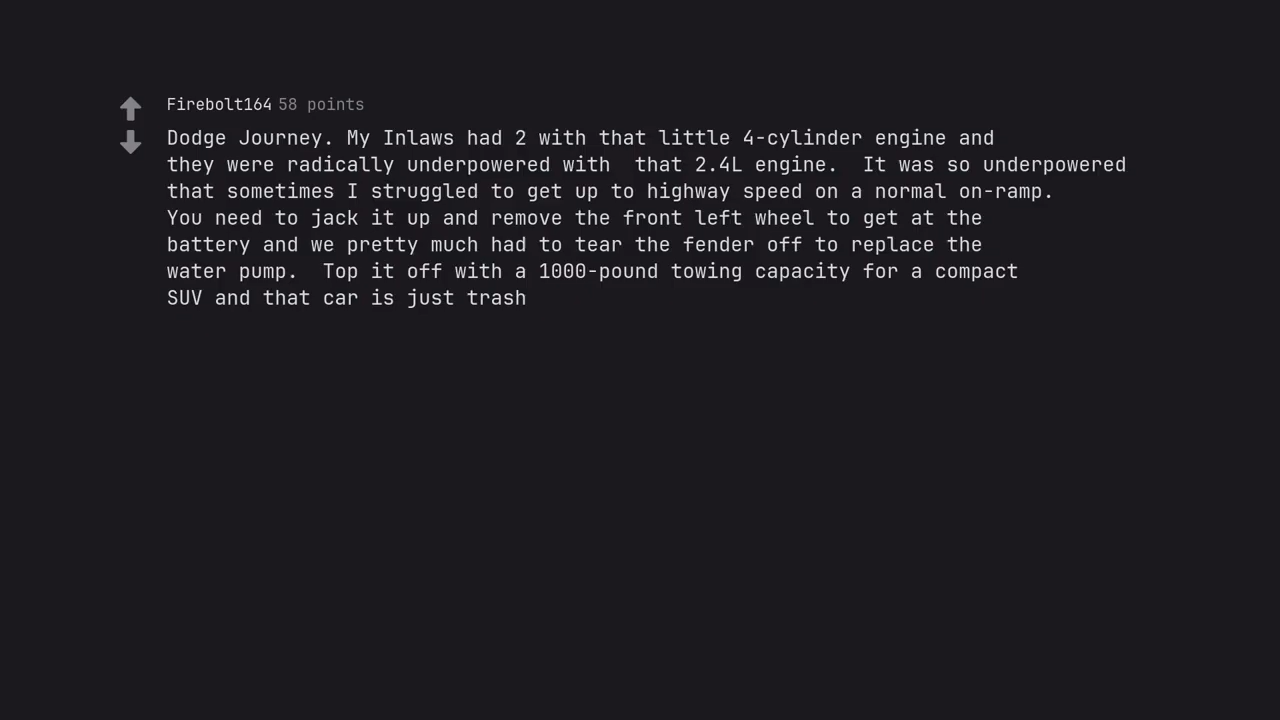 Firebolt164 58 points
Dodge Journey. My Inlaws had 2 with that little 4-cylinder engine and
they were radically underpowered with  that 2.4L engine.  It was so underpowered
that sometimes I struggled to get up to highway speed on a normal on-ramp.
You need to jack it up and remove the front left wheel to get at the
battery and we pretty much had to tear the fender off to replace the
water pump.  Top it off with a 1000-pound towing capacity for a compact
SUV and that car is just trash